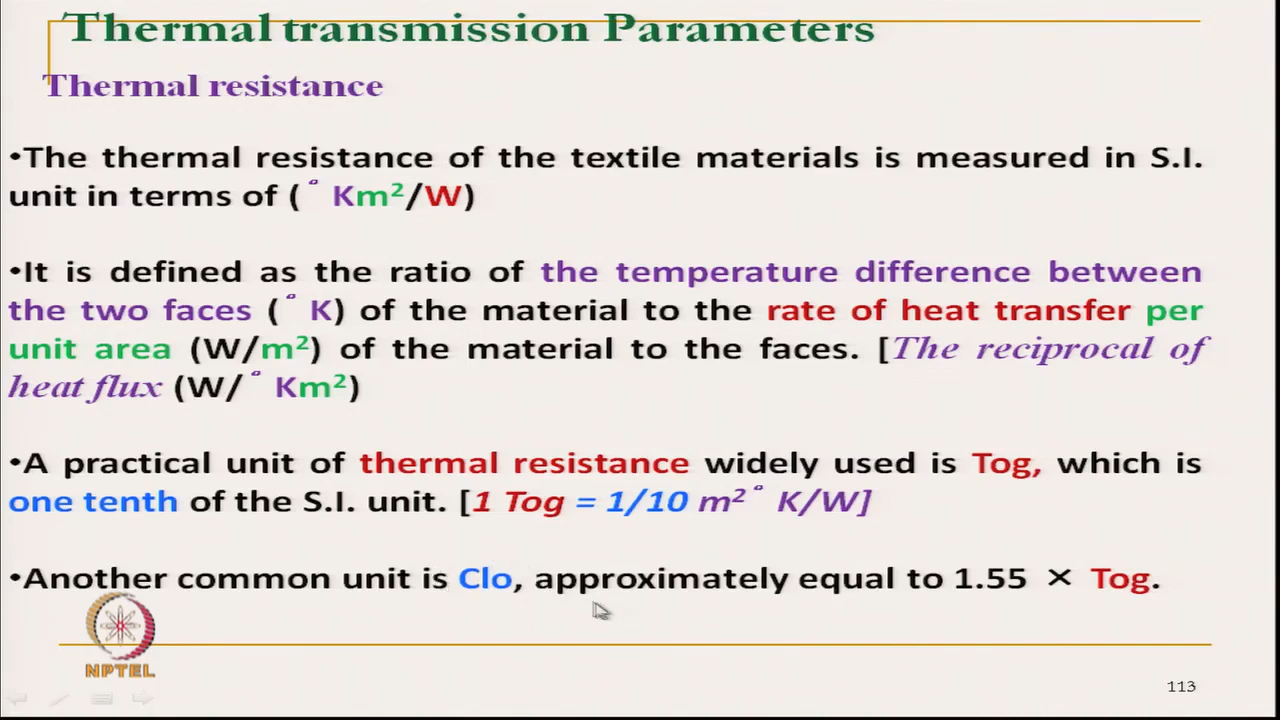 Thermal transmission Parameters
Thermal resistance
•The thermal resistance of the textile materials is measured in S.I.
unit in terms of (˚ Km²/W)
•It is defined as the ratio of the temperature difference between
the two faces (˚ K) of the material to the rate of heat transfer per
unit area (W/m²) of the material to the faces. [The reciprocal of
heat flux (W/˚ Km²)
•A practical unit of thermal resistance widely used is Tog, which is
one tenth of the S.I. unit. [1 Tog = 1/10 m²˚ K/W]
•Another common unit is Clo, approximately equal to 1.55 × Tog.
NPTEL
113